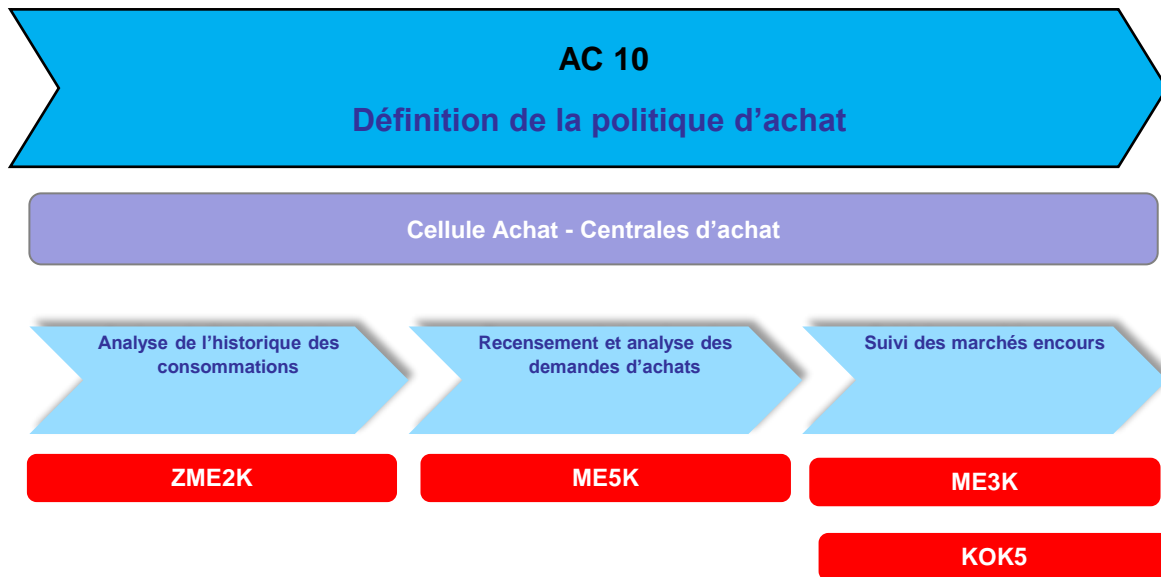 AC 10
Définition de la politique d’achat
Cellule Achat - Centrales d’achat
Analyse de l’historique des
consommations
Recensement et analyse des
demandes d’achats
Suivi des marchés encours
ZME2K
ME5K
ME3K
KOK5